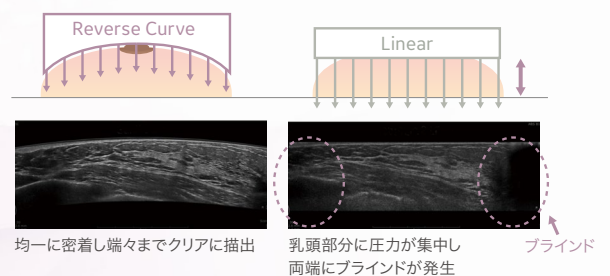 Reverse Curve
Linear
均一に密着し端々までクリアに描出
乳頭部分に圧力が集中し
両端にブラインドが発生
ブラインド